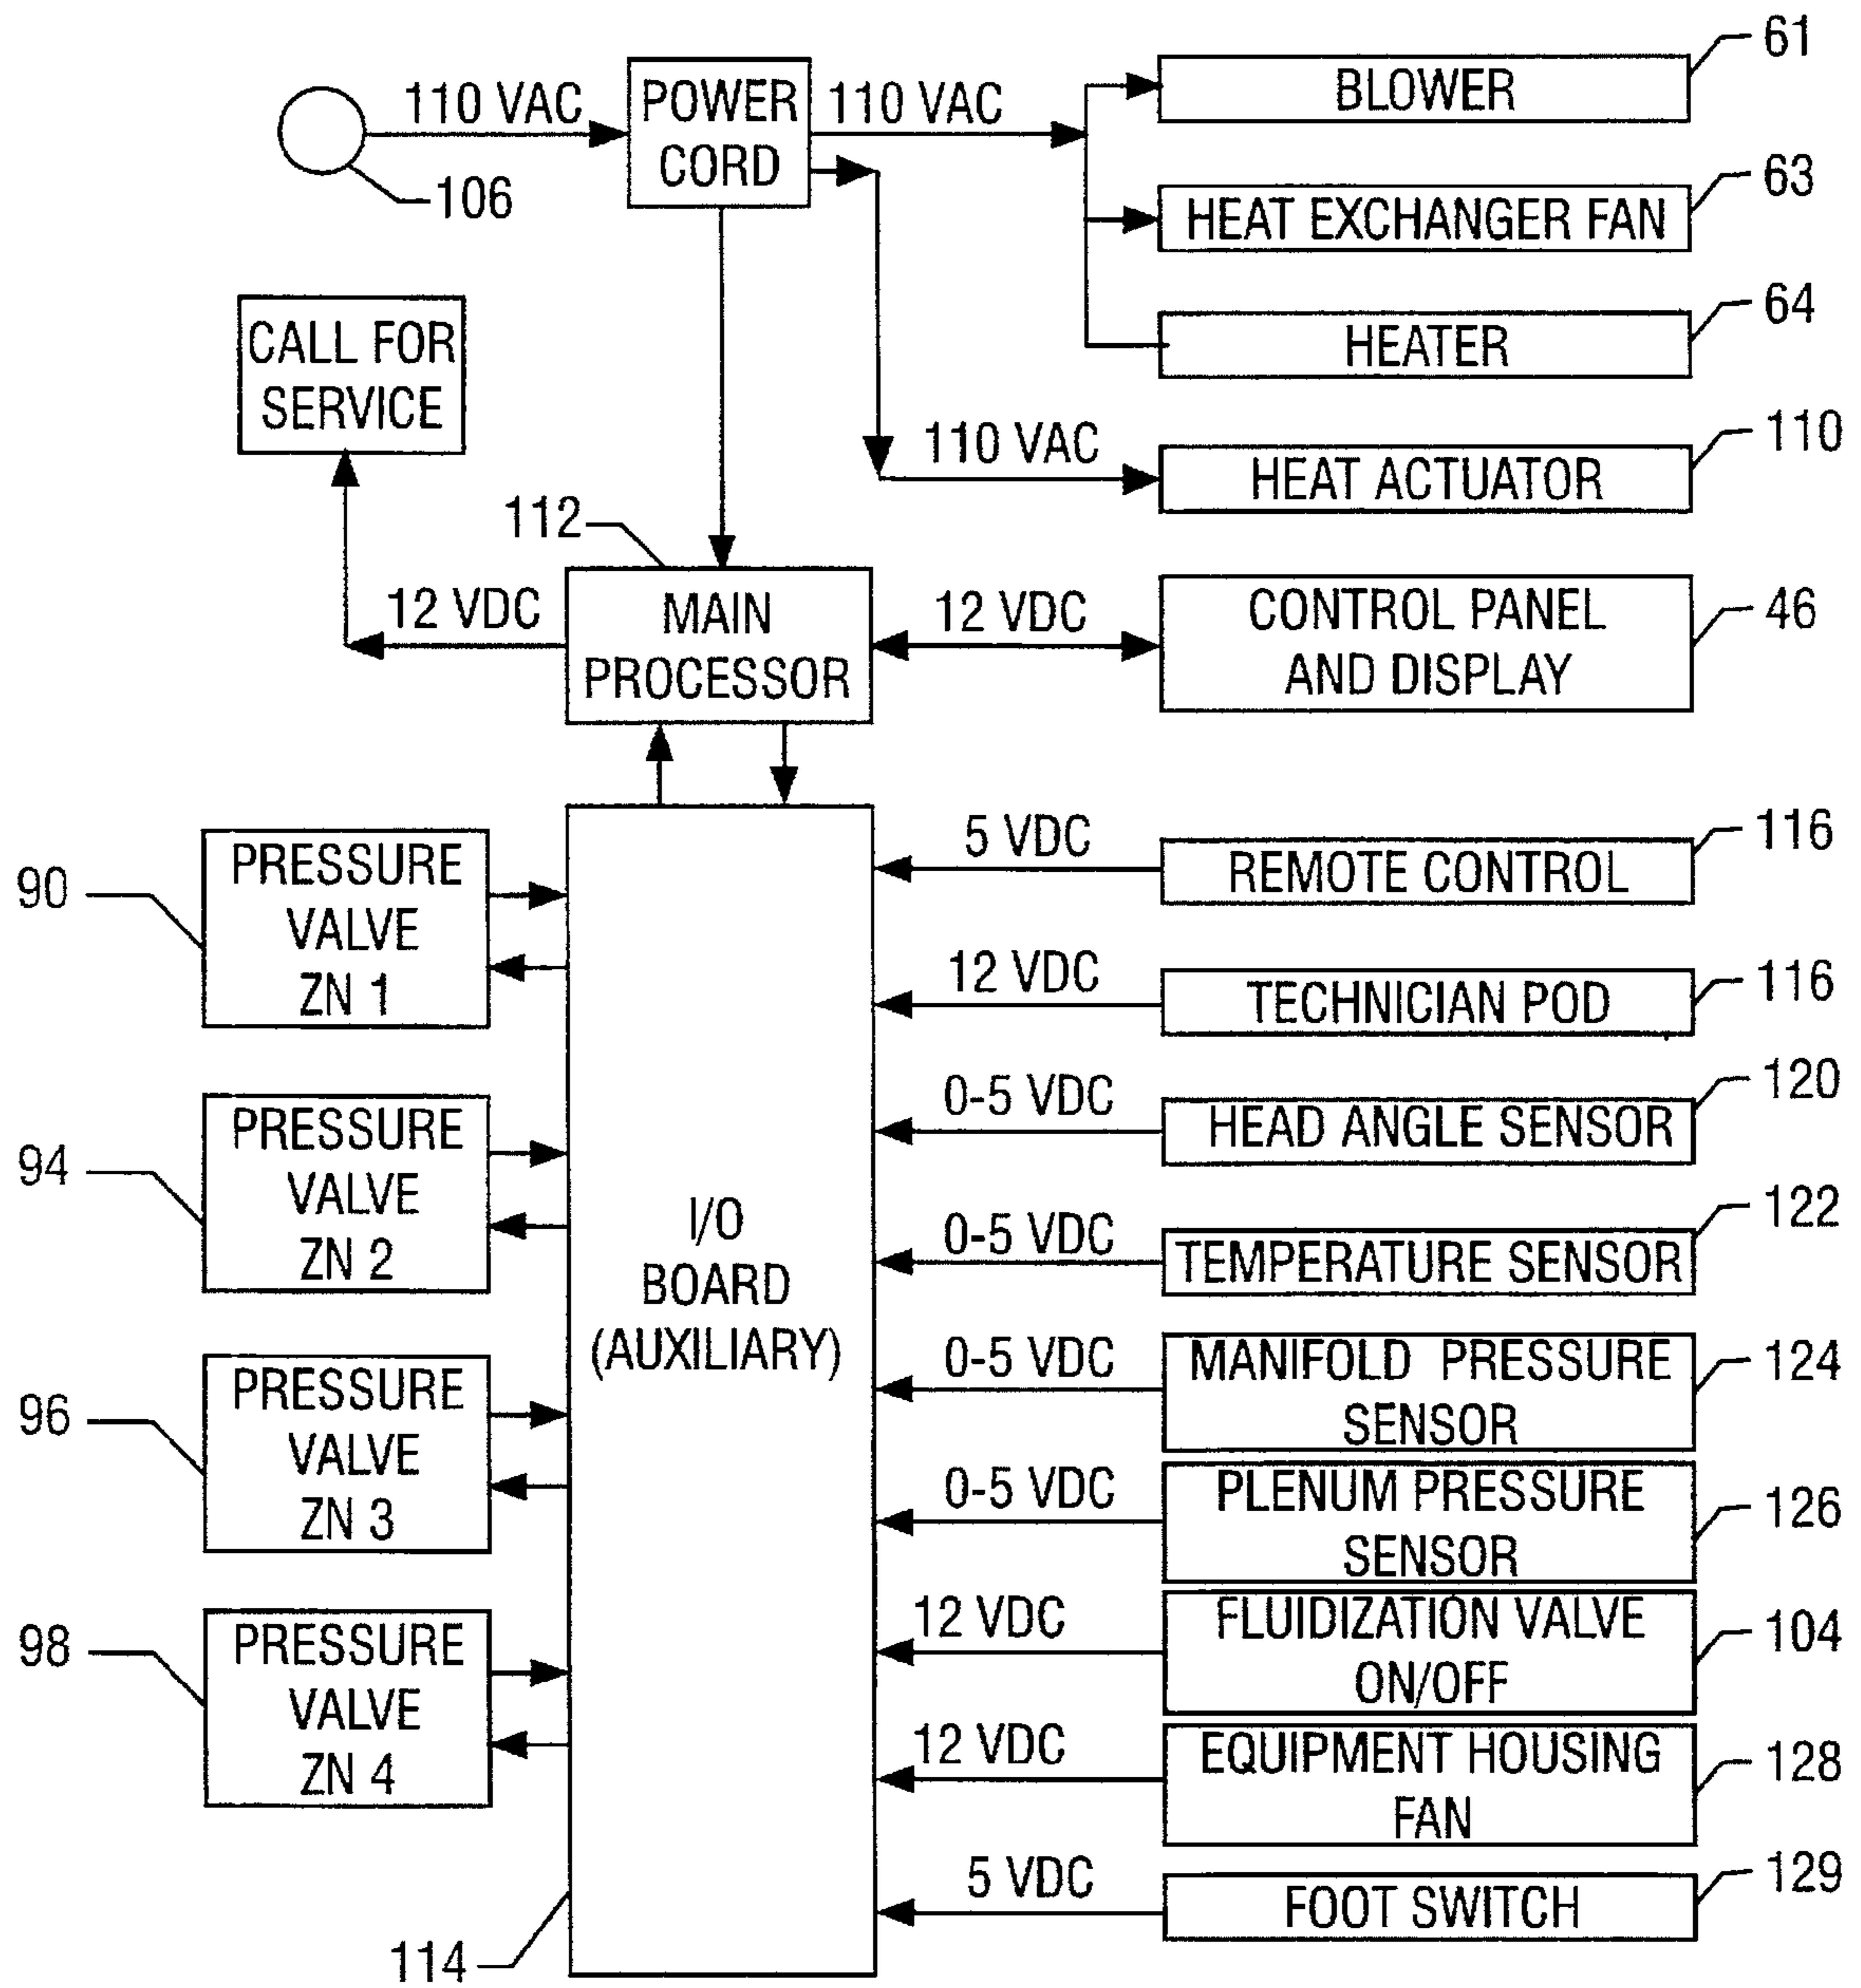 61
110 VAC
POWER
CORD
110 VAC
BLOWER
106
63
HEAT EXCHANGER FAN
64
HEATER
CALL FOR
SERVICE
110 VAC
110
HEAT ACTUATOR
112
12 VDC
MAIN
PROCESSOR
12 VDC
CONTROL PANEL
AND DISPLAY
46
90
PRESSURE
VALVE
ZN 1
94
PRESSURE
VALVE
ZN 2
96
PRESSURE
VALVE
ZN 3
98
PRESSURE
VALVE
ZN 4
I/O
BOARD
(AUXILIARY)
114
5 VDC
REMOTE CONTROL
116
12 VDC
TECHNICIAN POD
116
0-5 VDC
HEAD ANGLE SENSOR
120
0-5 VDC
TEMPERATURE SENSOR
122
0-5 VDC
MANIFOLD PRESSURE
SENSOR
124
0-5 VDC
PLENUM PRESSURE
SENSOR
126
12 VDC
FLUIDIZATION VALVE
ON/OFF
104
12 VDC
EQUIPMENT HOUSING
FAN
128
5 VDC
FOOT SWITCH
129